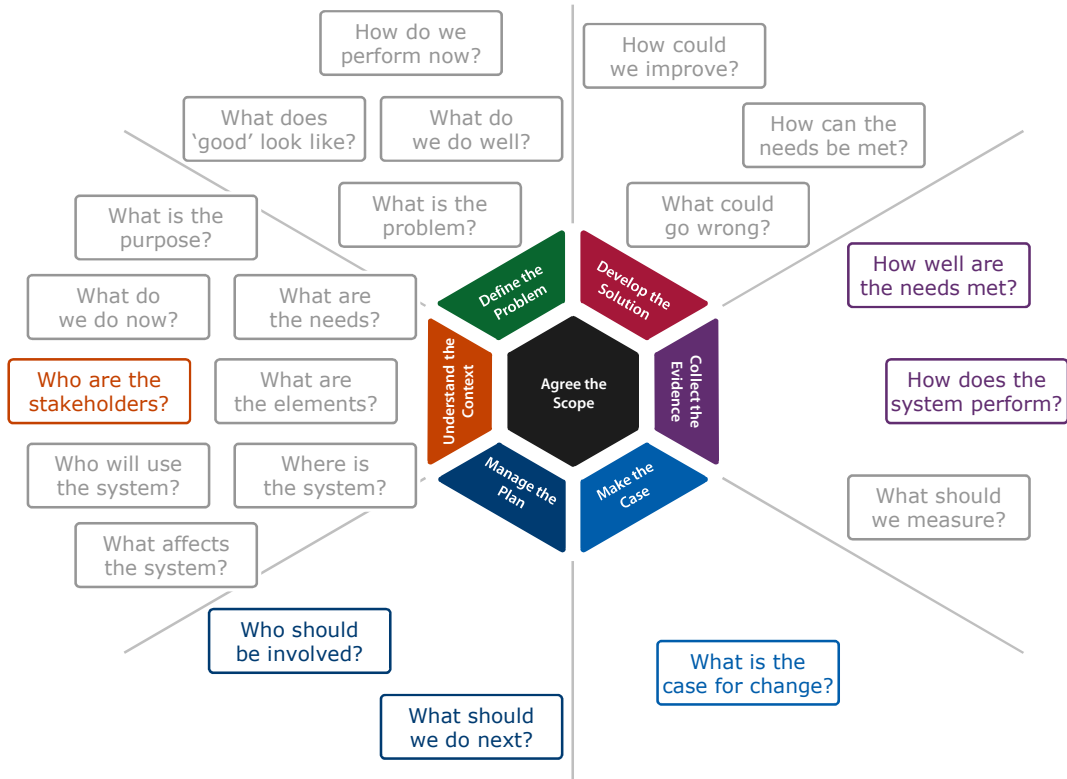 How do we
perform now?
How could
we improve?
What does
‘good’ look like?
What do
we do well?
How can the
needs be met?
What is the
purpose?
What is the
problem?
What could
go wrong?
How well are
the needs met?
What do
we do now?
What are
the needs?
Define the
Problem
Develop the
Solution
Who are the
stakeholders?
What are
the elements?
Understand the
Context
Agree the
Scope
Collect the
Evidence
How does the
system perform?
Who will use
the system?
Where is
the system?
Manage the
Plan
Make the
Case
What should
we measure?
What affects
the system?
Who should
be involved?
What is the
case for change?
What should
we do next?